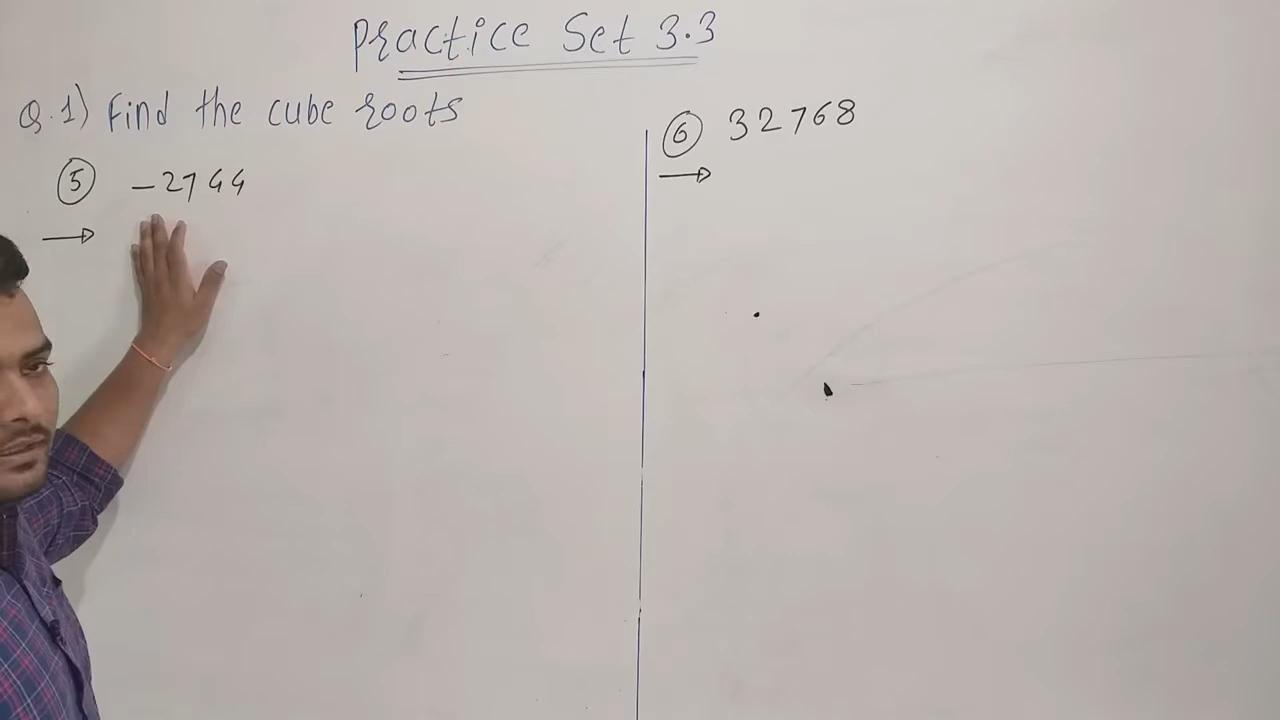 Practice Set 3.3
Q.1) Find the cube roots
⑤ -2744
→
⑥ 32768
→